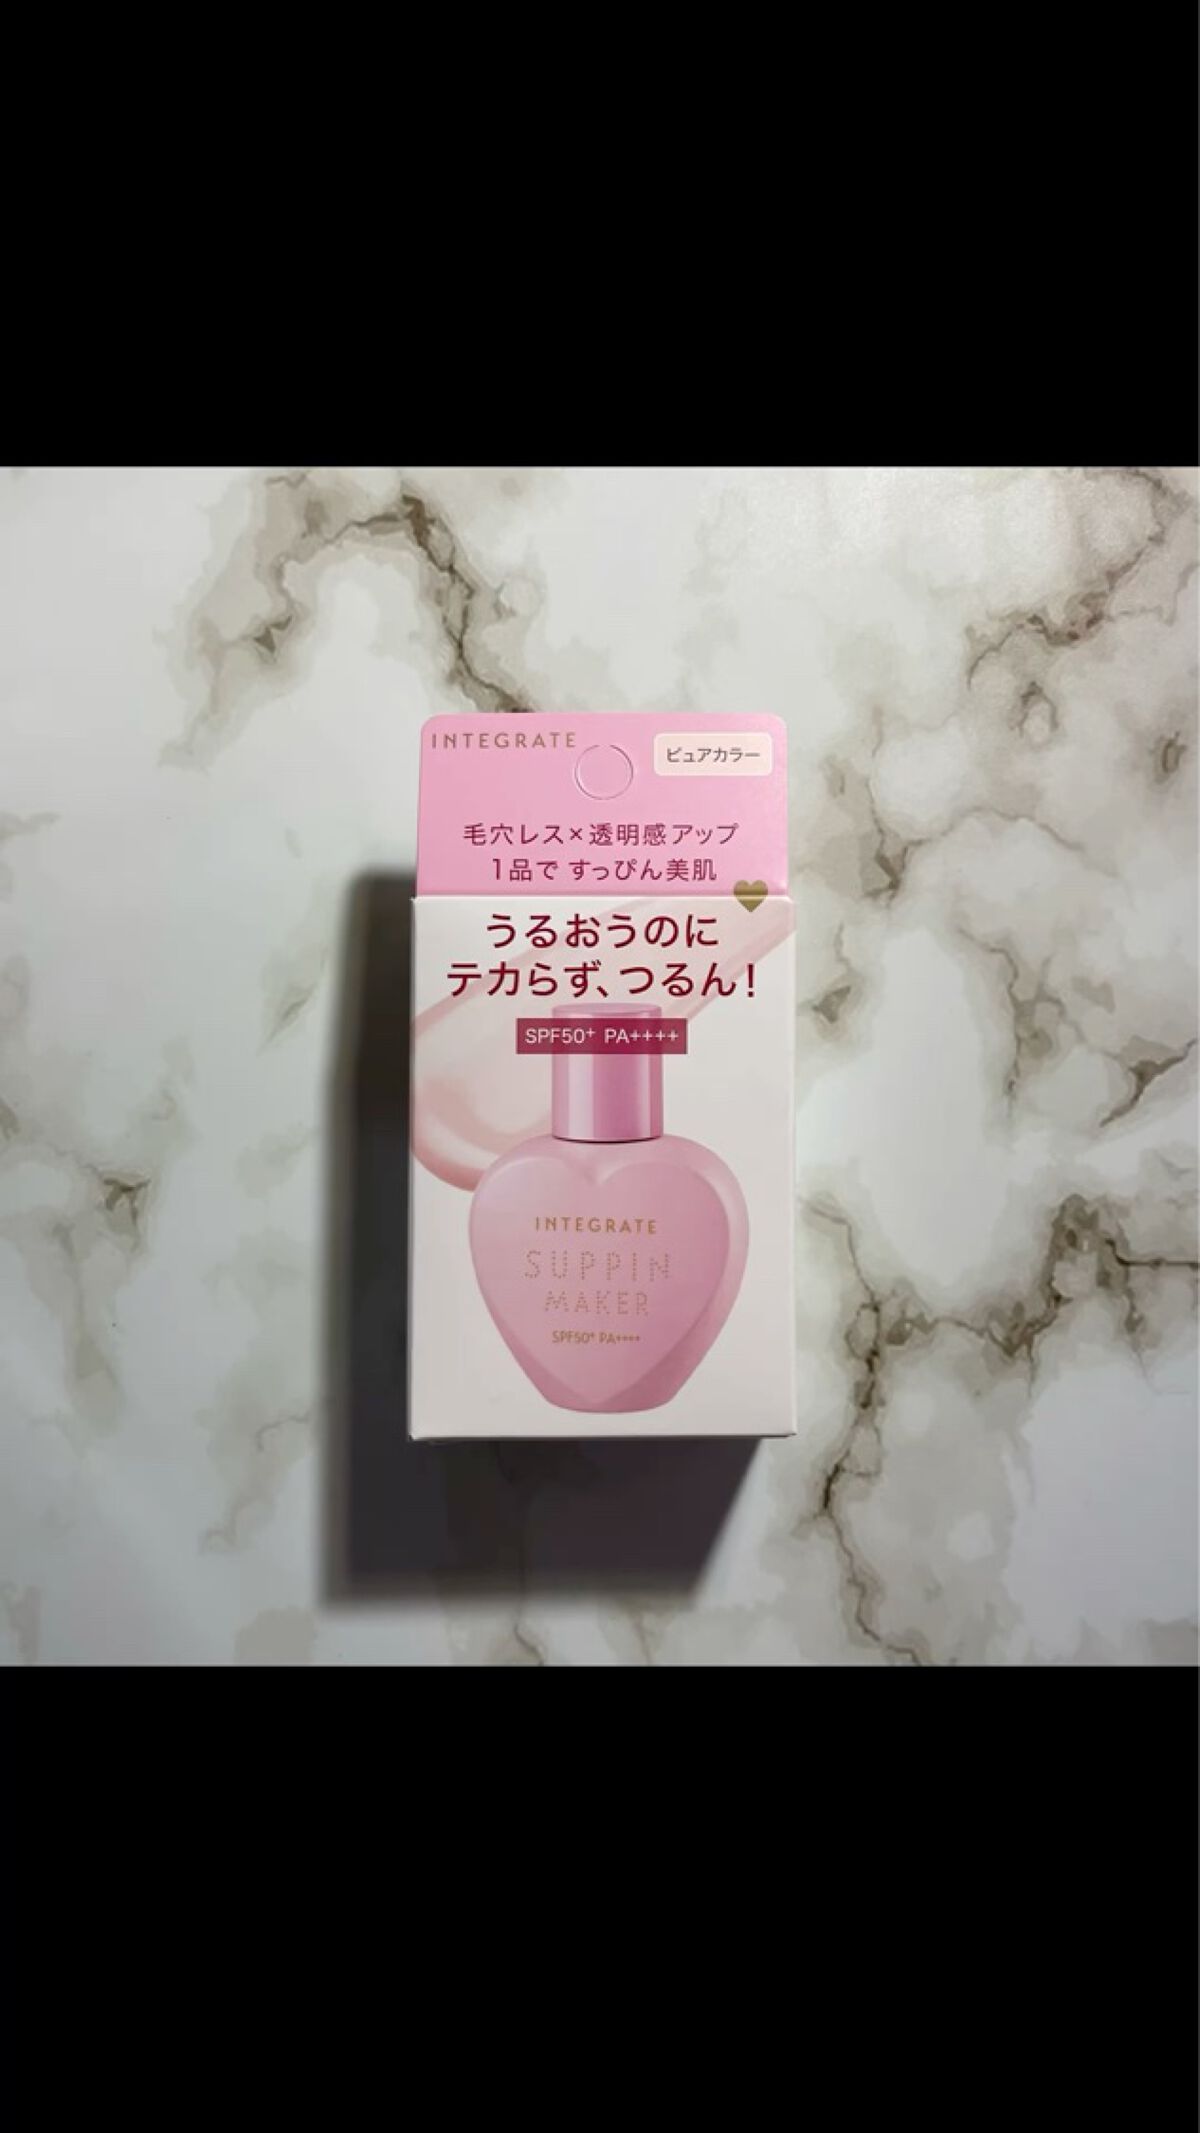 INTEGRATE
ピュアカラー
毛穴レス×透明感アップ
1品で すっぴん美肌
うるおうのに
テカらず、つるん!
SPF50+ PA++++
INTEGRATE
SUPPIN
MAKER
SPF50+ PA++++